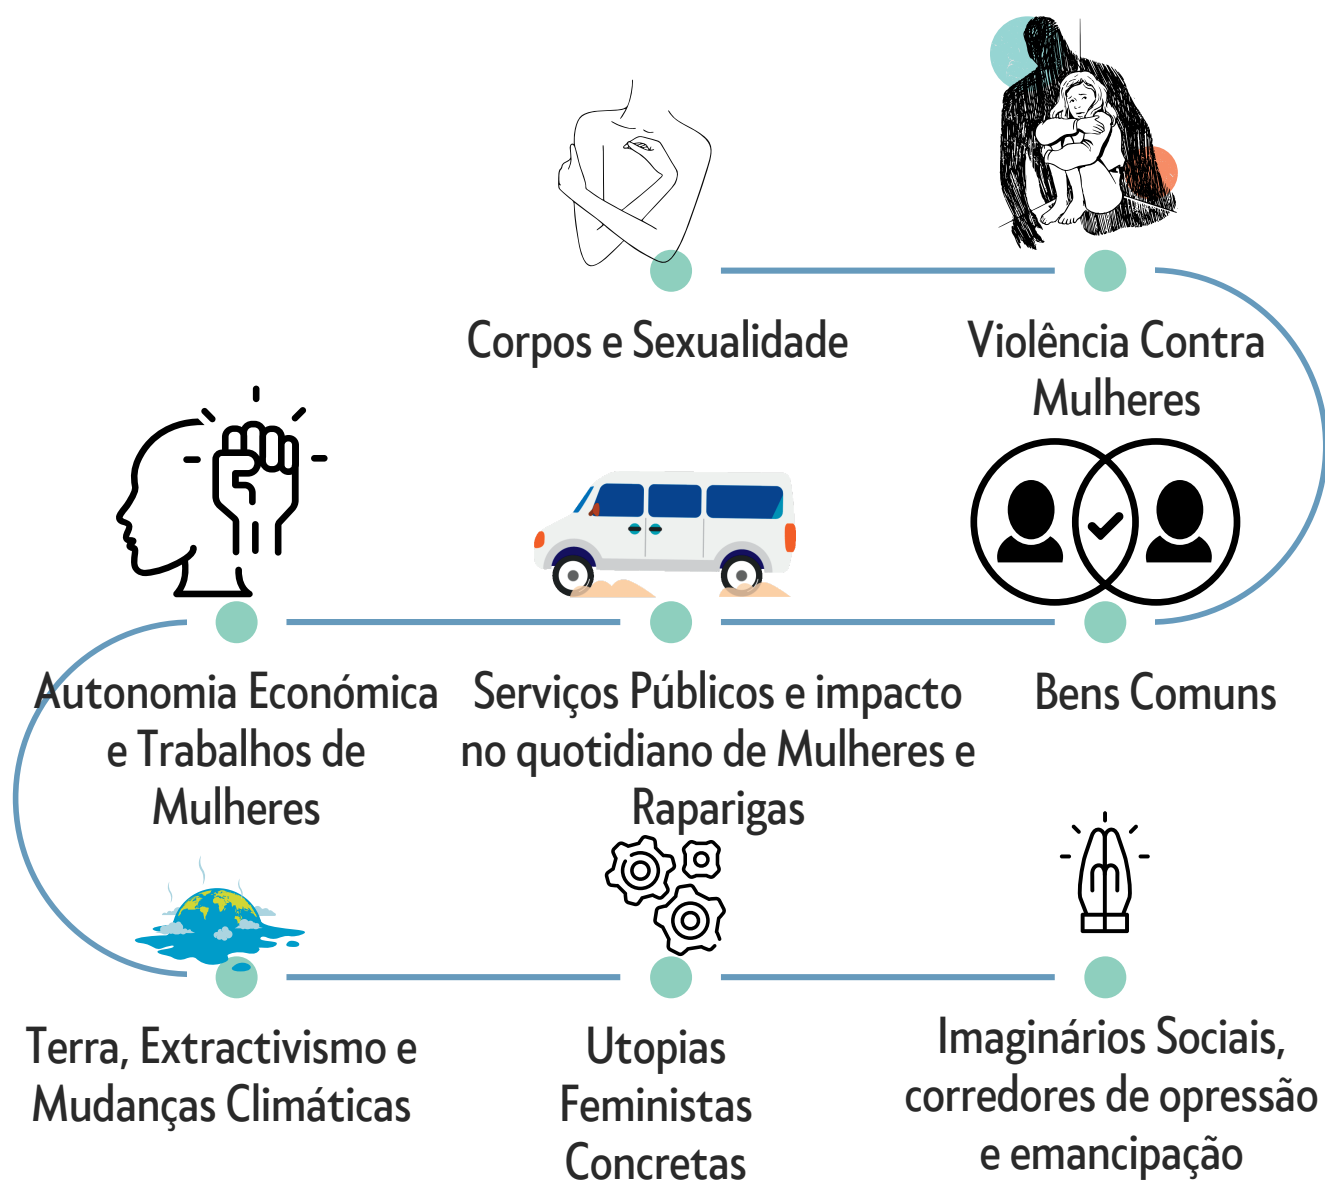 Corpos e Sexualidade
Violência Contra
Mulheres
Autonomia Económica
e Trabalhos de
Mulheres
Serviços Públicos e impacto
no quotidiano de Mulheres e
Raparigas
Bens Comuns
Terra, Extractivismo e
Mudanças Climáticas
Utopias
Feministas
Concretas
Imaginários Sociais,
corredores de opressão
e emancipação